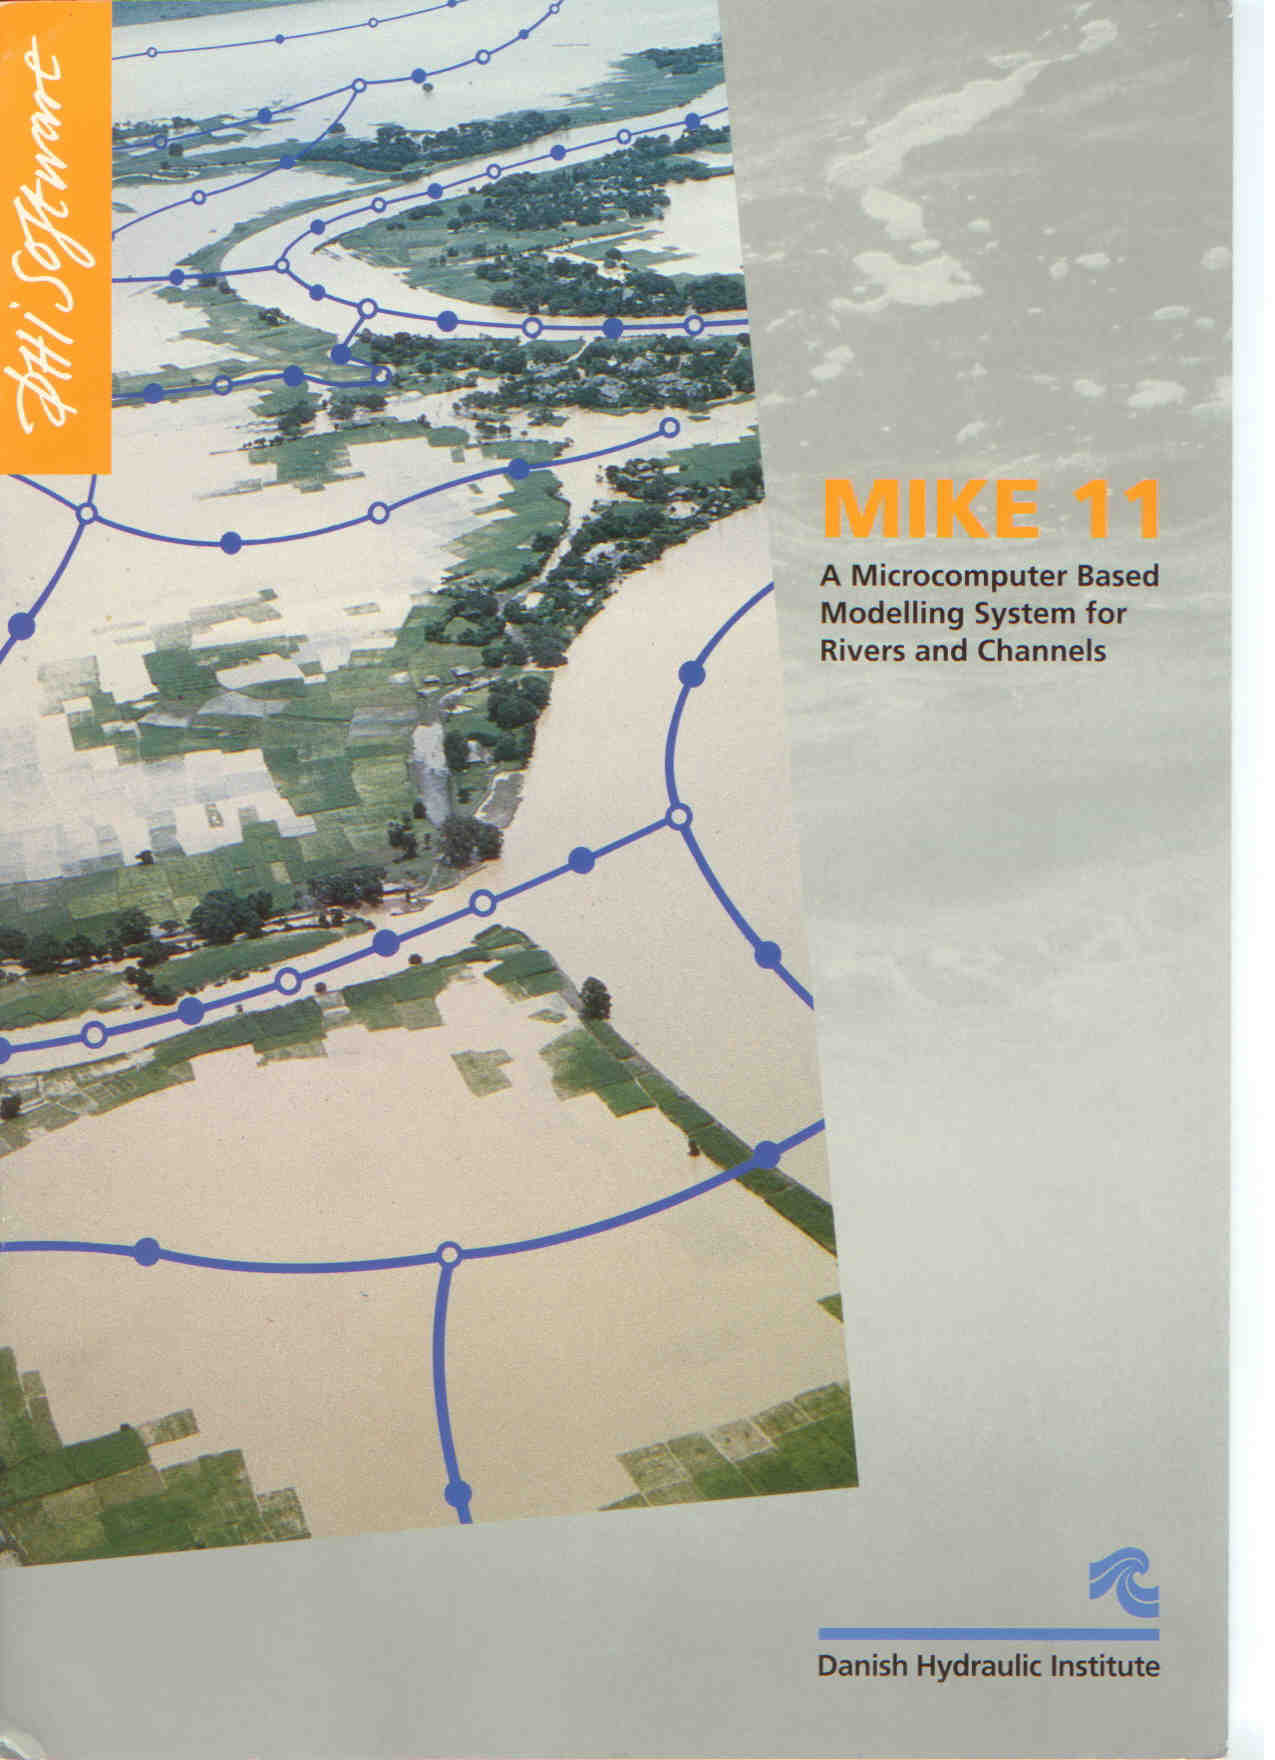 DHI Software
MIKE 11
A Microcomputer Based
Modelling System for
Rivers and Channels
Danish Hydraulic Institute